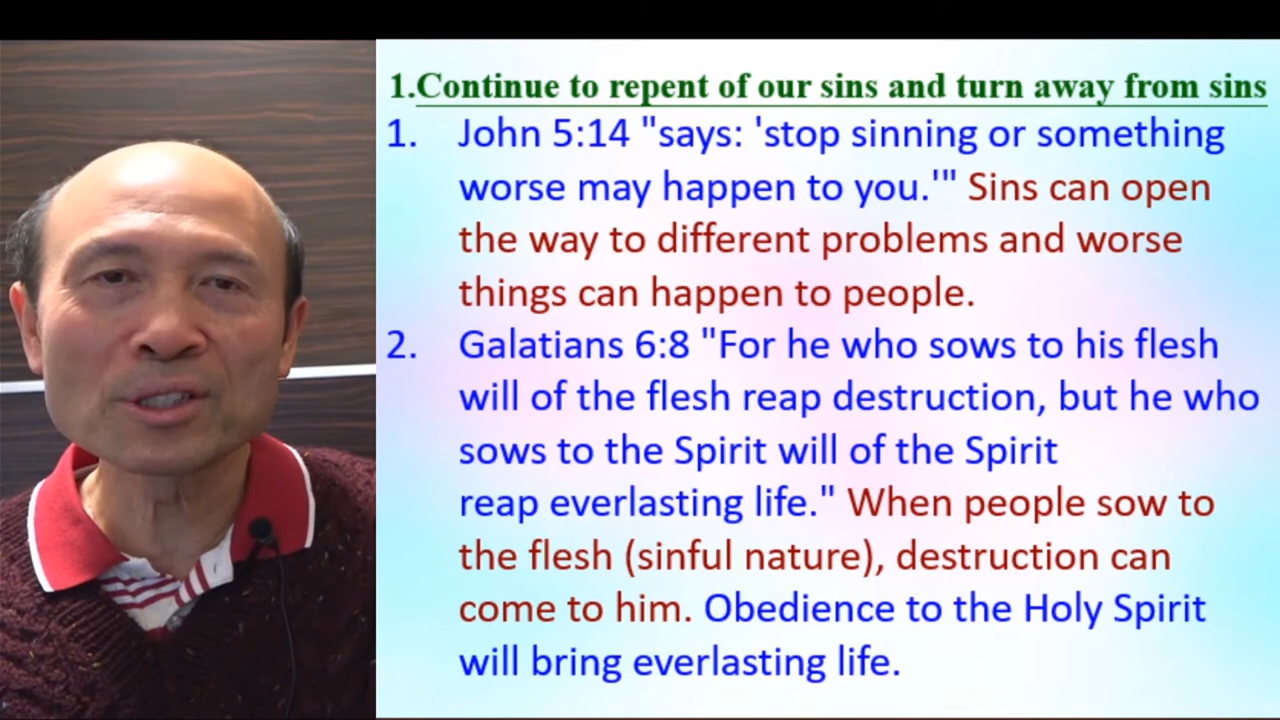 1.Continue to repent of our sins and turn away from sins
1. John 5:14 "says: 'stop sinning or something
worse may happen to you.'" Sins can open
the way to different problems and worse
things can happen to people.
2. Galatians 6:8 "For he who sows to his flesh
will of the flesh reap destruction, but he who
sows to the Spirit will of the Spirit
reap everlasting life." When people sow to
the flesh (sinful nature), destruction can
come to him. Obedience to the Holy Spirit
will bring everlasting life.